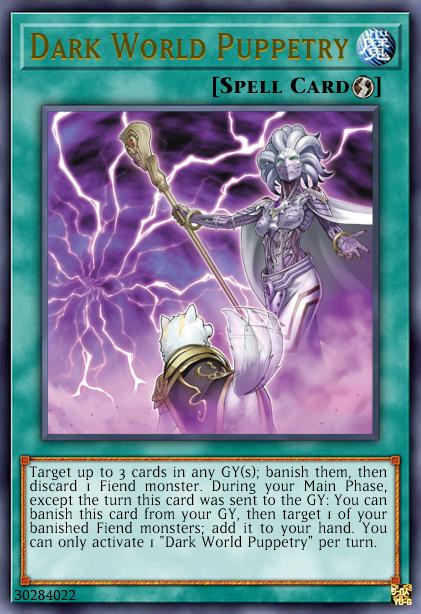 DARK WORLD PUPPETRY
[SPELL CARD]
Target up to 3 cards in any GY(s); banish them, then
discard 1 Fiend monster. During your Main Phase,
except the turn this card was sent to the GY: You can
banish this card from your GY, then target 1 of your
banished Fiend monsters; add it to your hand. You
can only activate 1 "Dark World Puppetry" per turn.
30284022